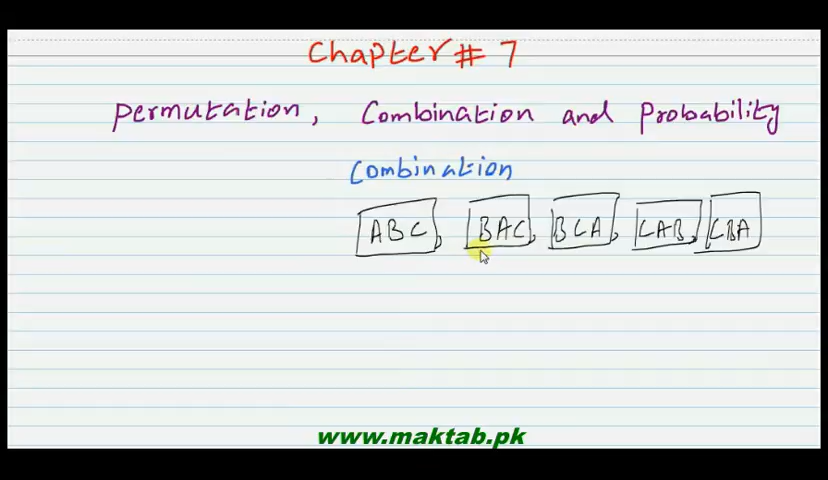 Chapter # 7
Permutation, Combination and Probability
Combination
ABC, BAC, BCA, CAB, CBA
www.maktab.pk